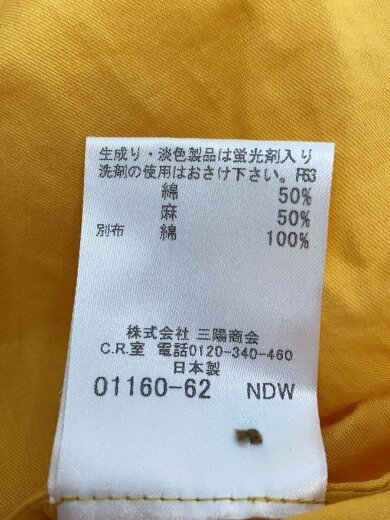 生成り・淡色製品は蛍光剤入り
洗剤の使用はおさけ下さい。F63
綿 50%
麻 50%
別布 綿 100%
株式会社 三陽商会
C.R.室 電話0120-340-460
日本製
01160-62 NDW